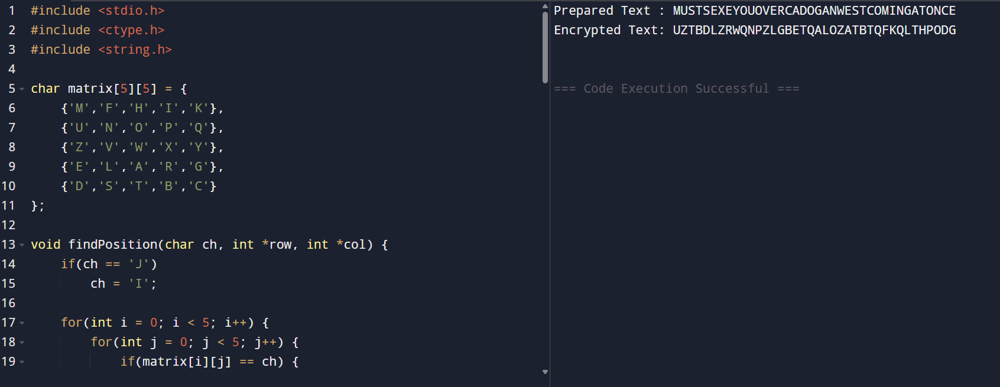 1 #include <stdio.h>
2 #include <ctype.h>
3 #include <string.h>
4
5 char matrix[5][5] = {
6     {'M','F','H','I','K'},
7     {'U','N','O','P','Q'},
8     {'Z','V','W','X','Y'},
9     {'E','L','A','R','G'},
10     {'D','S','T','B','C'}
11 };
12
13 void findPosition(char ch, int *row, int *col) {
14     if(ch == 'J')
15         ch = 'I';
16
17     for(int i = 0; i < 5; i++) {
18         for(int j = 0; j < 5; j++) {
19             if(matrix[i][j] == ch) {
Prepared Text : MUSTSEXEYOUOVERCADOGANWESTCOMINGATONCE
Encrypted Text: UZTBDLZRWQNPZLGBETQALOZATBTQFKQLTHPODG
=== Code Execution Successful ===